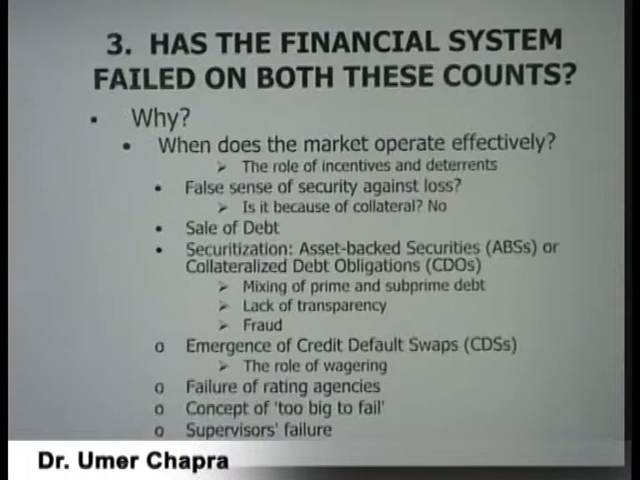 3. HAS THE FINANCIAL SYSTEM
FAILED ON BOTH THESE COUNTS?
▪ Why?
• When does the market operate effectively?
➢ The role of incentives and deterrents
• False sense of security against loss?
➢ Is it because of collateral? No
• Sale of Debt
• Securitization: Asset-backed Securities (ABSs) or
Collateralized Debt Obligations (CDOs)
➢ Mixing of prime and subprime debt
➢ Lack of transparency
➢ Fraud
o Emergence of Credit Default Swaps (CDSs)
➢ The role of wagering
o Failure of rating agencies
o Concept of 'too big to fail'
o Supervisors' failure
Dr. Umer Chapra